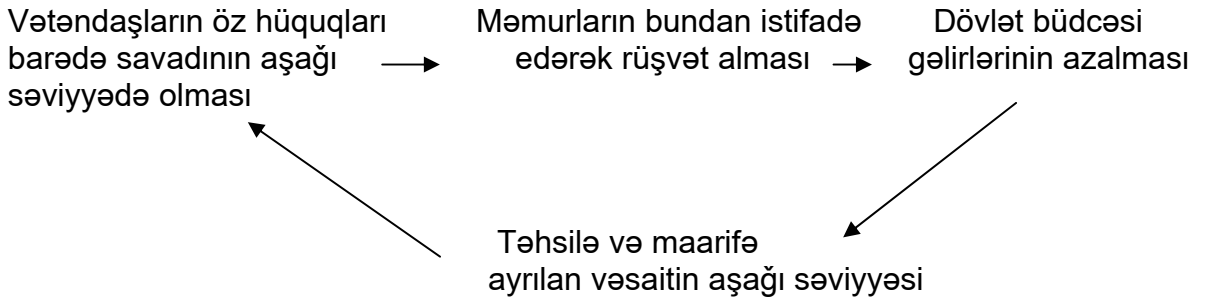 Vətəndaşların öz hüquqları
barədə savadının aşağı
səviyyədə olması
Məmurların bundan istifadə
edərək rüşvət alması
Dövlət büdcəsi
gəlirlərinin azalması
Təhsilə və maarifə
ayrılan vəsaitin aşağı səviyyəsi